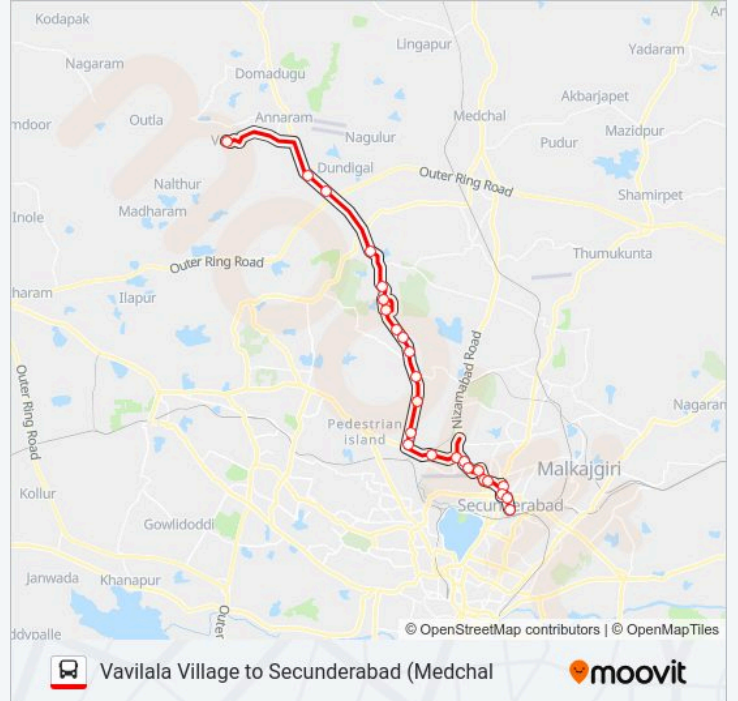 Kodapak
An
Lingapur
Yadaram
Nagaram
Domadugu
Akbarjapet
Outla
Annaram
Medchal
mdoor
Mazidpur
Nagulur
Pudur
Dundigal
Outer Ring Road
Nalthur
Shamirpet
Madharam
Inole
Thumukunta
Outer Ring Road
haram
Ilapur
Nizamabad Road
Outer Ring Road
Nagaran
Pedestrian
island
Malkajgiri
Kollur
Secunderabad
Gowlidoddi
Janwada
Khanapur
Outer
© OpenStreetMap contributors | © OpenMapTiles
Vavilala Village to Secunderabad (Medchal
moovit